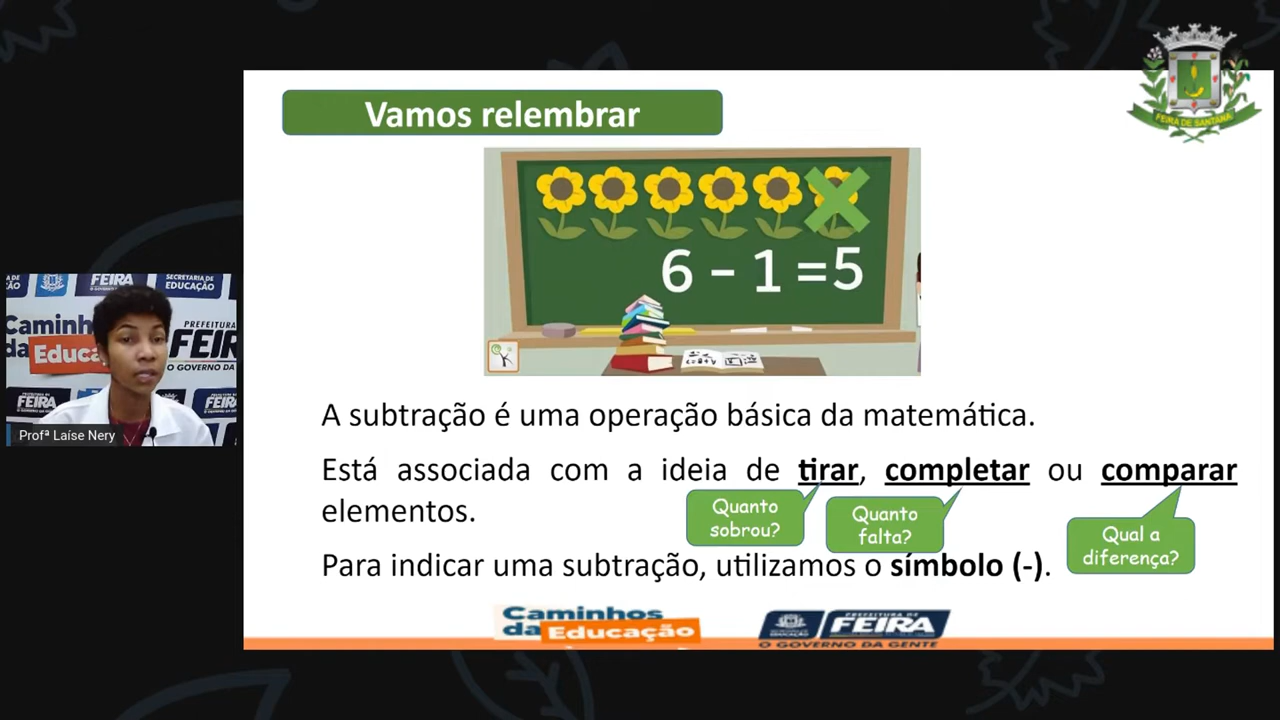 Vamos relembrar
FEIRA DE SANTANA
6 - 1 = 5
A subtração é uma operação básica da matemática.
Está associada com a ideia de tirar, completar ou comparar
elementos.
Quanto
sobrou?
Quanto
falta?
Qual a
diferença?
Para indicar uma subtração, utilizamos o símbolo (-).
Caminhos
da Educação
PREFEITURA DE
FEIRA
O GOVERNO DA GENTE
FEIRA
SECRETARIA DE
EDUCAÇÃO
Caminh
da Educa
PREFEITURA
FEIR
O GOVERNO DA
FEIRA
Profª Laíse Nery